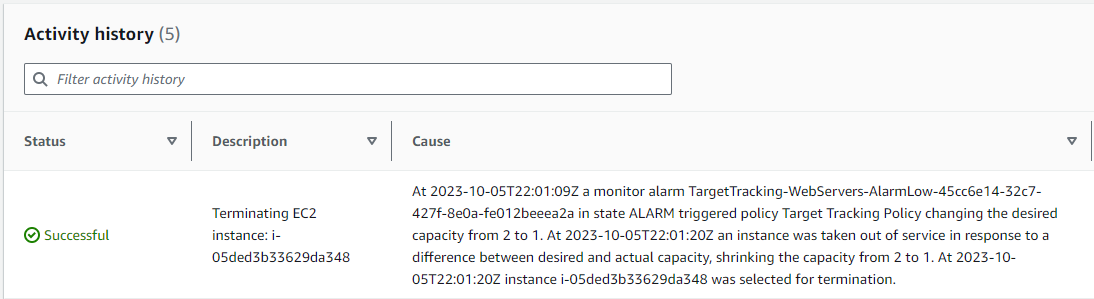 Activity history (5)
Filter activity history
Status
Description
Cause
Successful
Terminating EC2
instance: i-
05ded3b33629da348
At 2023-10-05T22:01:09Z a monitor alarm TargetTracking-WebServers-AlarmLow-45cc6e14-32c7-
427f-8e0a-fe012beeea2a in state ALARM triggered policy Target Tracking Policy changing the desired
capacity from 2 to 1. At 2023-10-05T22:01:20Z an instance was taken out of service in response to a
difference between desired and actual capacity, shrinking the capacity from 2 to 1. At 2023-10-
05T22:01:20Z instance i-05ded3b33629da348 was selected for termination.